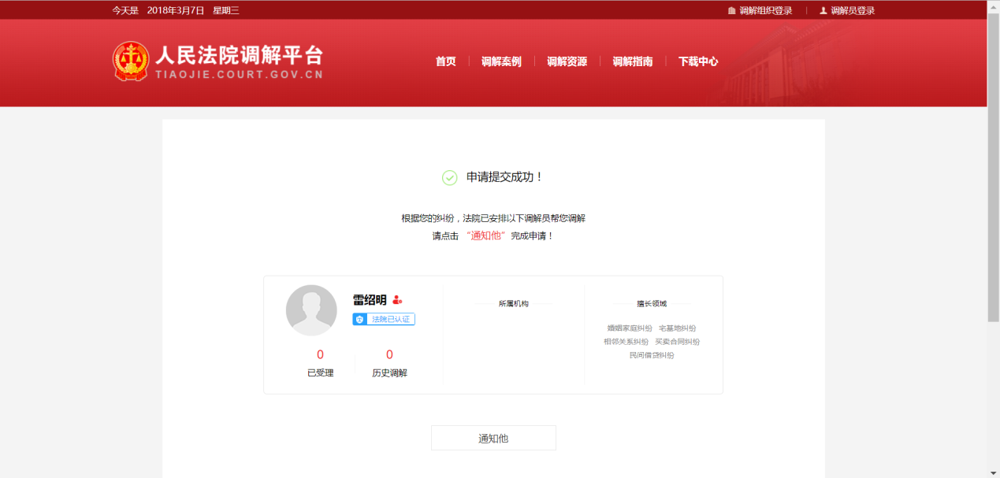 今天是 2018年3月7日 星期三
调解组织登录 调解员登录
人民法院调解平台
TIAOJIE.COURT.GOV.CN
首页 调解案例 调解资源 调解指南 下载中心
申请提交成功！
根据您的纠纷，法院已安排以下调解员帮您调解
请点击 “通知他” 完成申请！
雷绍明
法院已认证
0 0
已受理 历史调解
所属机构
擅长领域
婚姻家庭纠纷 宅基地纠纷
相邻关系纠纷 买卖合同纠纷
民间借贷纠纷
通知他